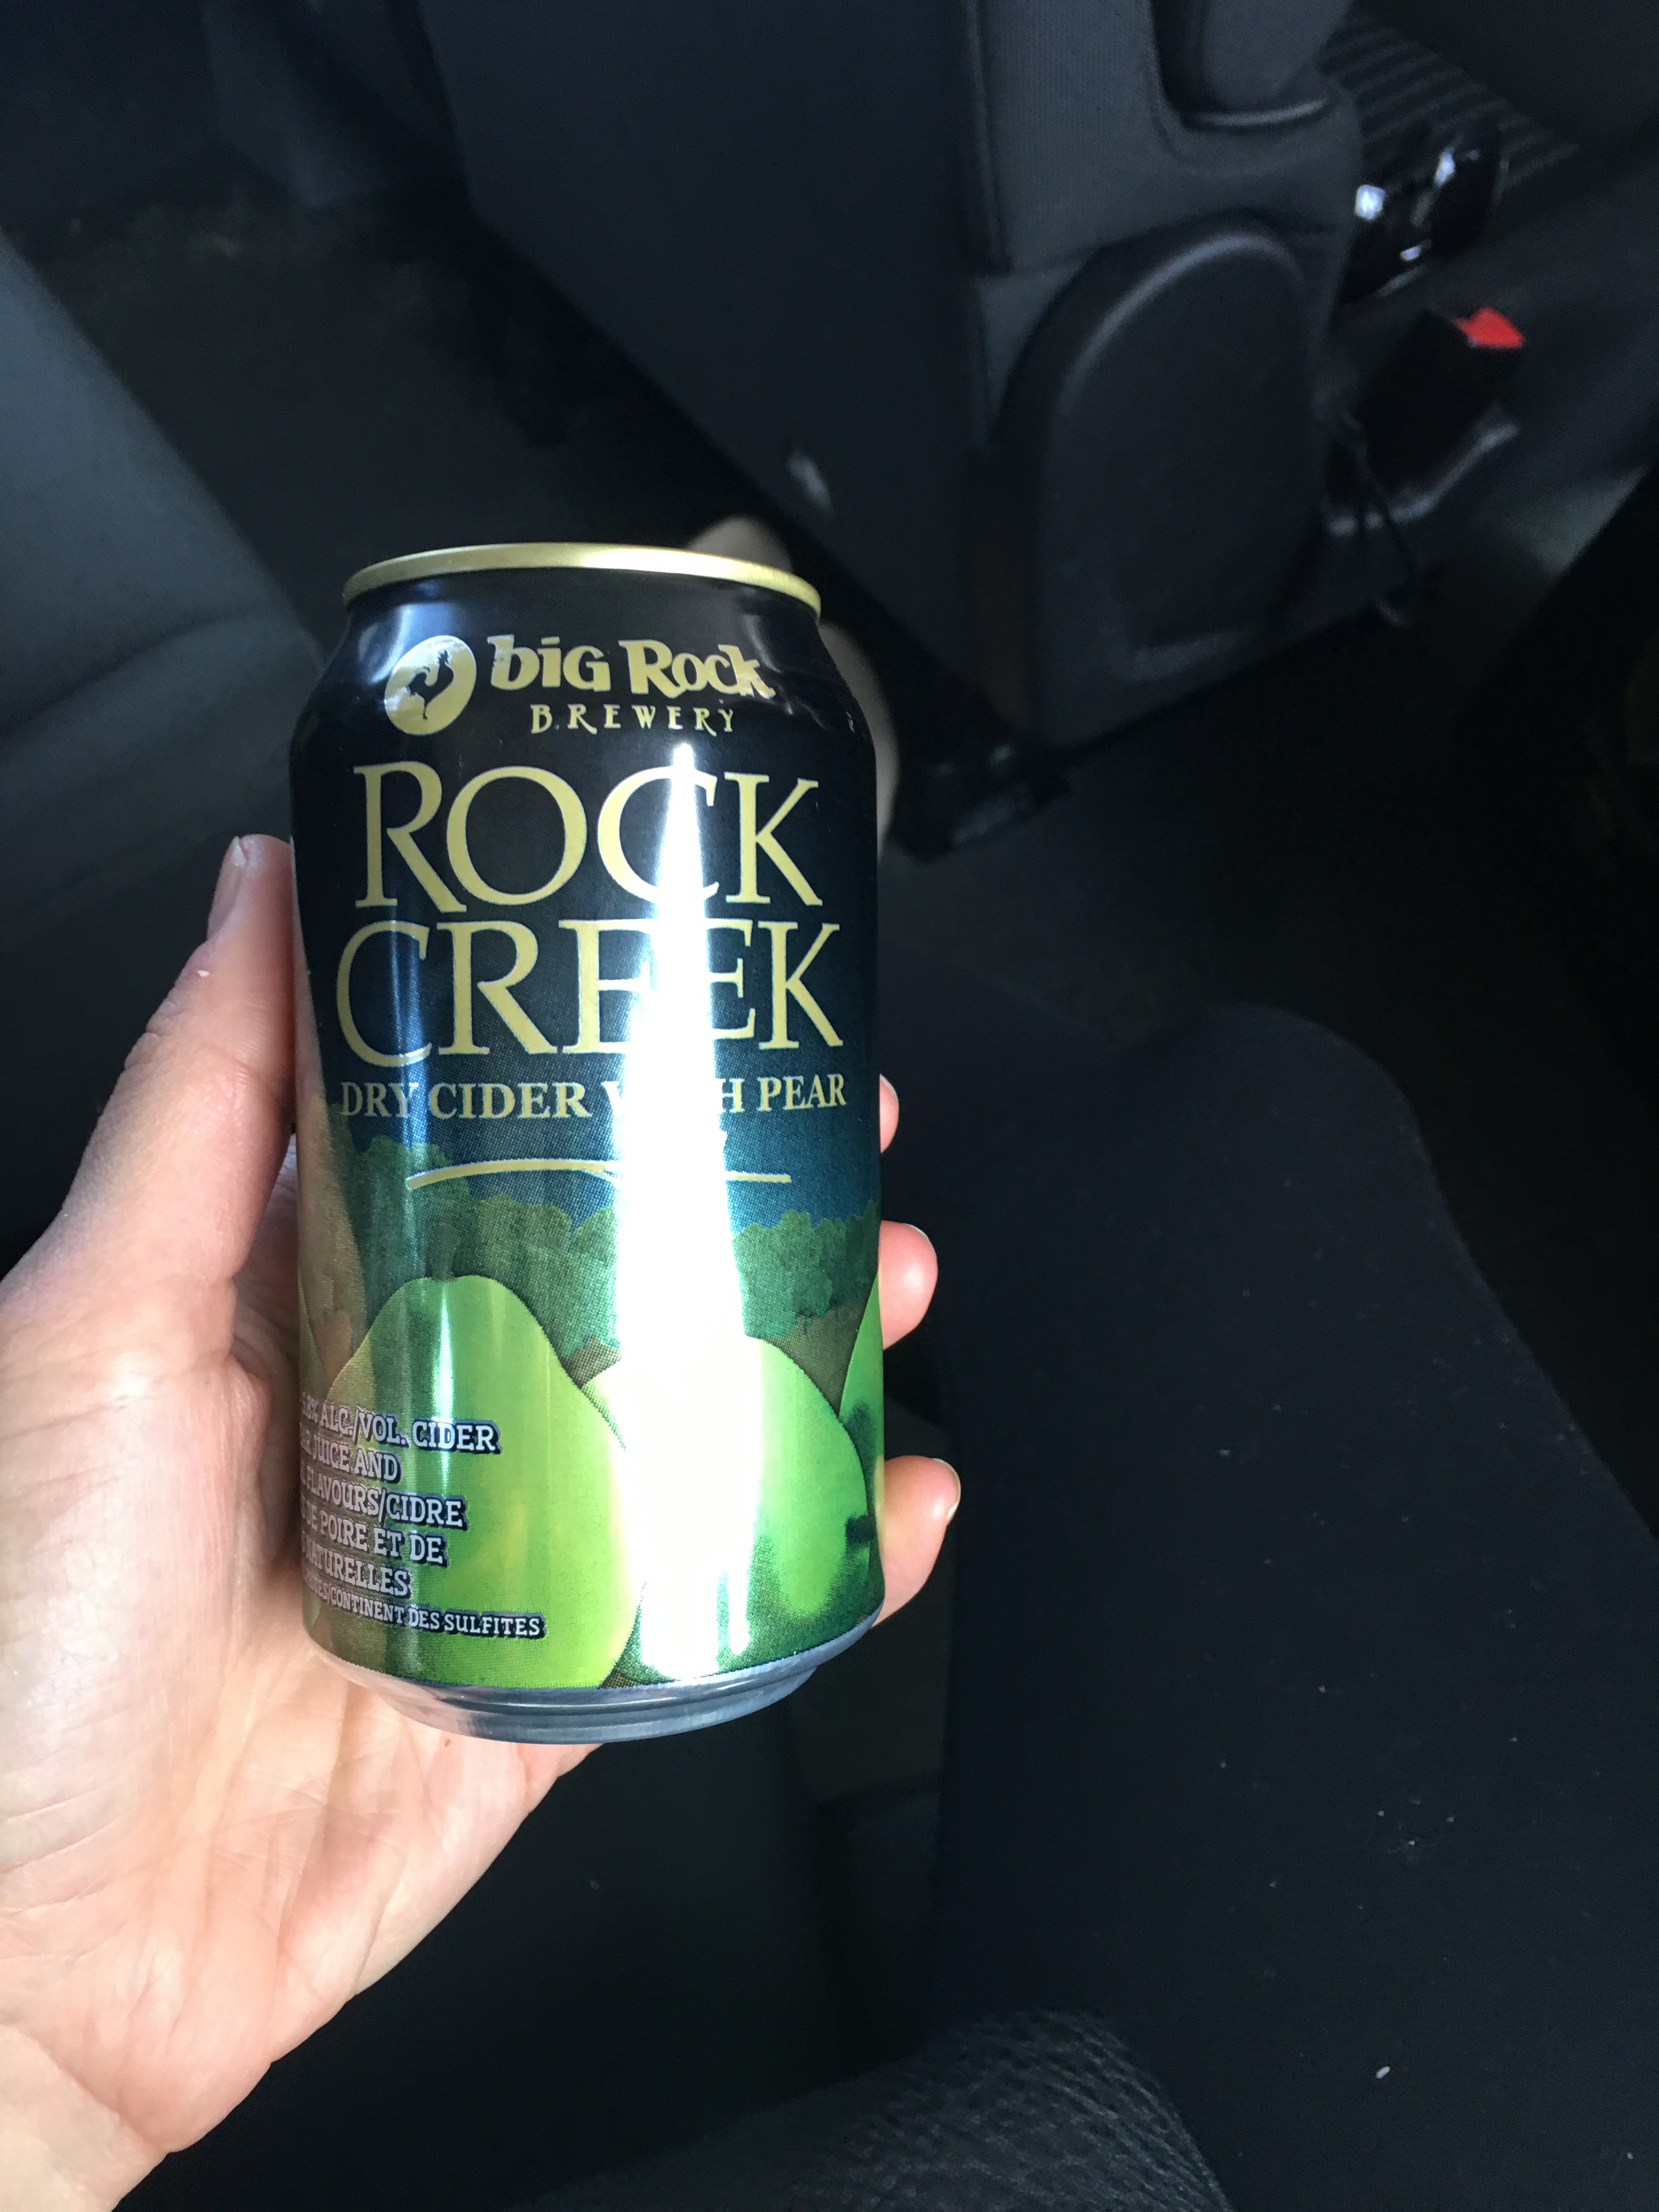 big Rock
BREWERY
ROCK
CREEK
DRY CIDER PEAR
ALC./VOL. CIDER
JUICE AND
FLAVOURS/CIDRE
DE POIRE ET DE
NATURELLES
CONTINENT DES SULFITES